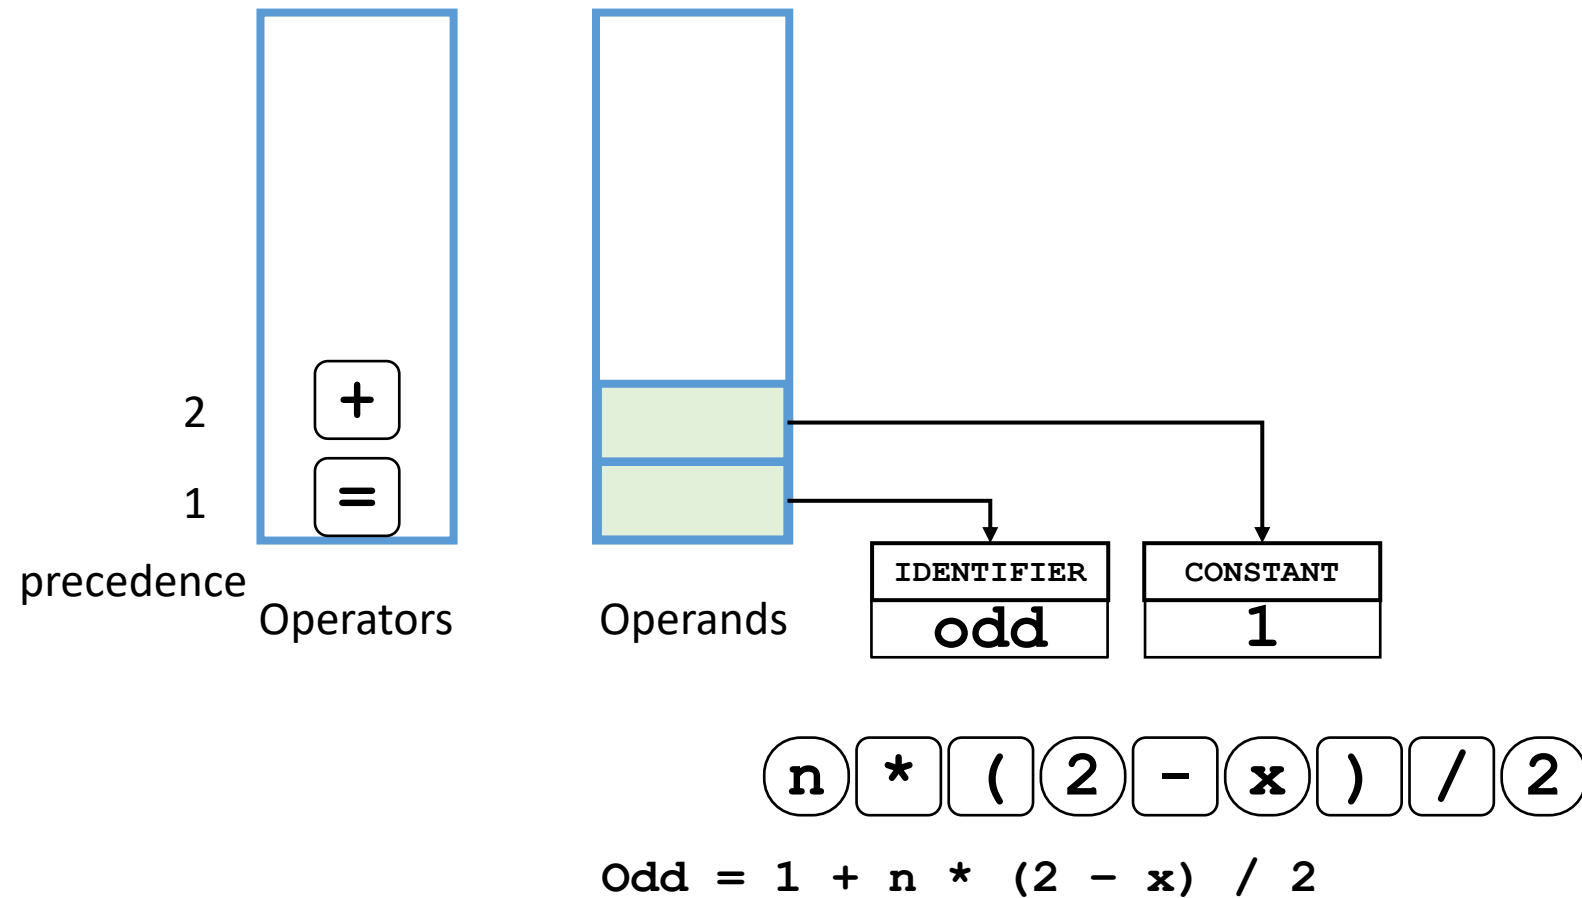 2 +
1 =
precedence
Operators Operands
IDENTIFIER CONSTANT
odd 1
n * ( 2 - x ) / 2
Odd = 1 + n * (2 – x) / 2